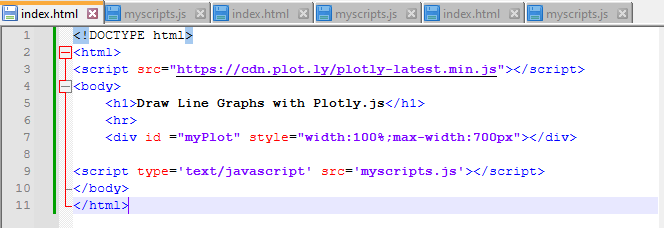 index.html myscripts.js index.html myscripts.js index.html myscripts.js
1 <!DOCTYPE html>
2 <html>
3 <script src="https://cdn.plot.ly/plotly-latest.min.js"></script>
4 <body>
5 <h1>Draw Line Graphs with Plotly.js</h1>
6 <hr>
7 <div id ="myPlot" style="width:100%;max-width:700px"></div>
8
9 <script type='text/javascript' src='myscripts.js'></script>
10 </body>
11 </html>